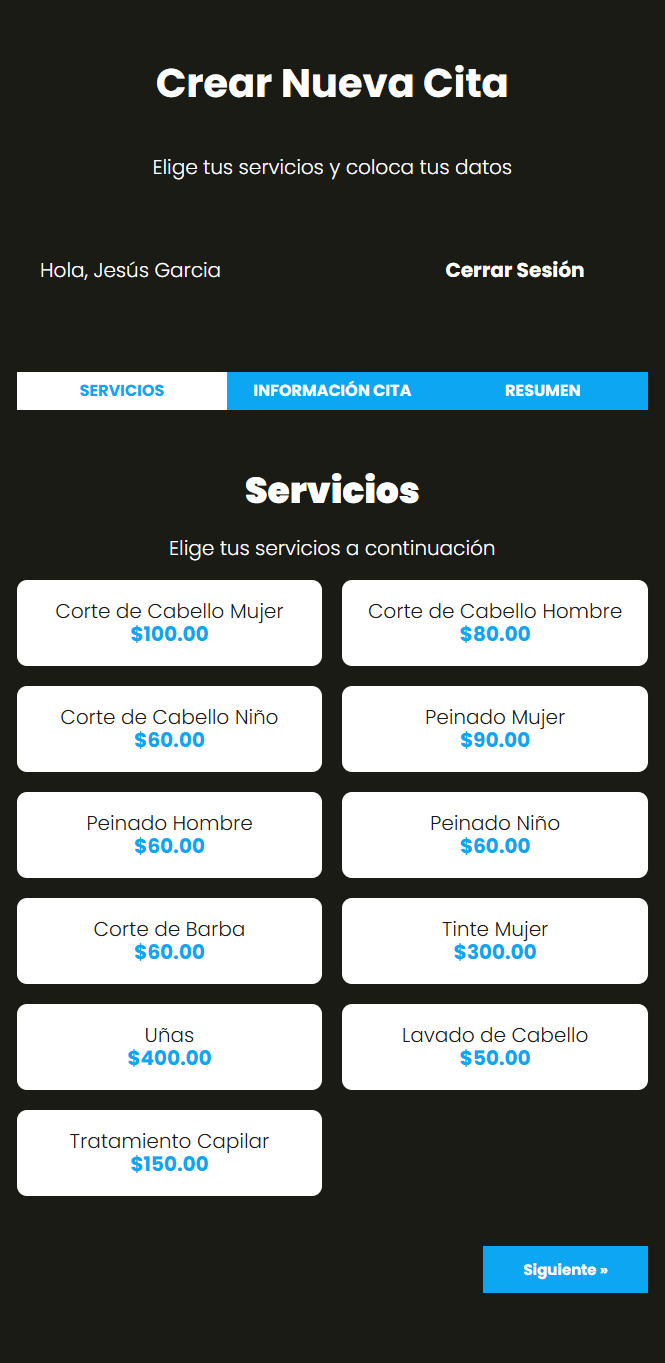 Crear Nueva Cita
Elige tus servicios y coloca tus datos
Hola, Jesús Garcia
Cerrar Sesión
SERVICIOS
INFORMACIÓN CITA
RESUMEN
Servicios
Elige tus servicios a continuación
Corte de Cabello Mujer
$100.00
Corte de Cabello Hombre
$80.00
Corte de Cabello Niño
$60.00
Peinado Mujer
$90.00
Peinado Hombre
$60.00
Peinado Niño
$60.00
Corte de Barba
$60.00
Tinte Mujer
$300.00
Uñas
$400.00
Lavado de Cabello
$50.00
Tratamiento Capilar
$150.00
Siguiente »